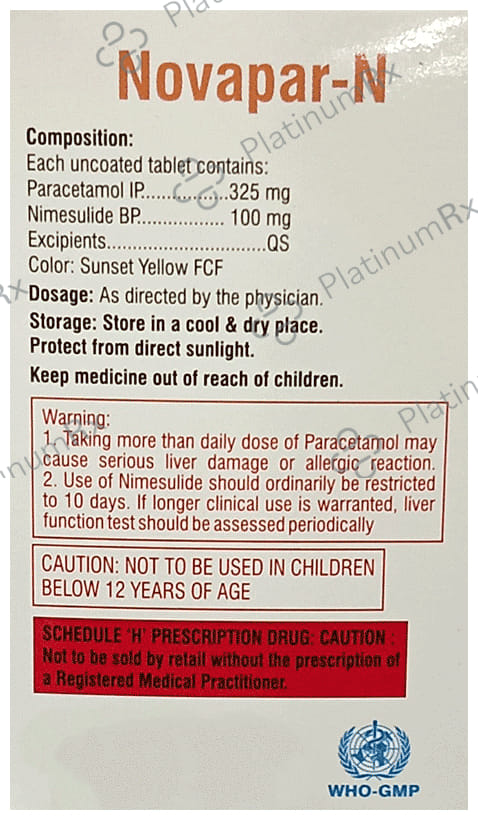 Novapar-N
Composition:
Each uncoated tablet contains:
Paracetamol IP.................325 mg
Nimesulide BP................. 100 mg
Excipients..............................QS
Color: Sunset Yellow FCF
Dosage: As directed by the physician.
Storage: Store in a cool & dry place.
Protect from direct sunlight.
Keep medicine out of reach of children.
Warning:
1. Taking more than daily dose of Paracetamol may
cause serious liver damage or allergic reaction.
2. Use of Nimesulide should ordinarily be restricted
to 10 days. If longer clinical use is warranted, liver
function test should be assessed periodically
CAUTION: NOT TO BE USED IN CHILDREN
BELOW 12 YEARS OF AGE
SCHEDULE 'H' PRESCRIPTION DRUG: CAUTION :
Not to be sold by retail without the prescription of
a Registered Medical Practitioner.
WHO-GMP
PlatinumRx
PlatinumRx
PlatinumRx
Rx
Platin
inumRx